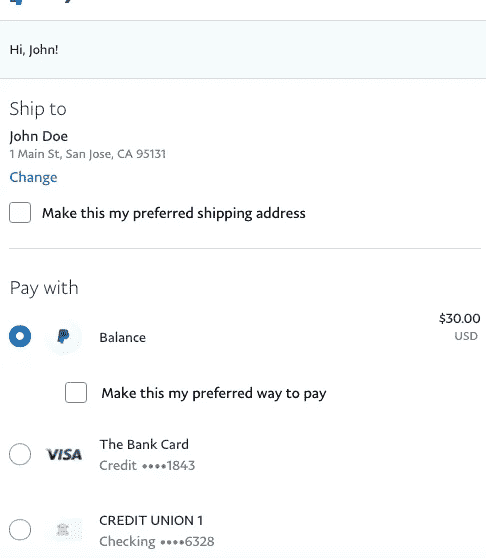 Hi, John!
Ship to
John Doe
1 Main St, San Jose, CA 95131
Change
Make this my preferred shipping address
Pay with
$30.00
Balance
USD
Make this my preferred way to pay
The Bank Card
VISA
Credit ••••1843
CREDIT UNION 1
Checking ••••6328